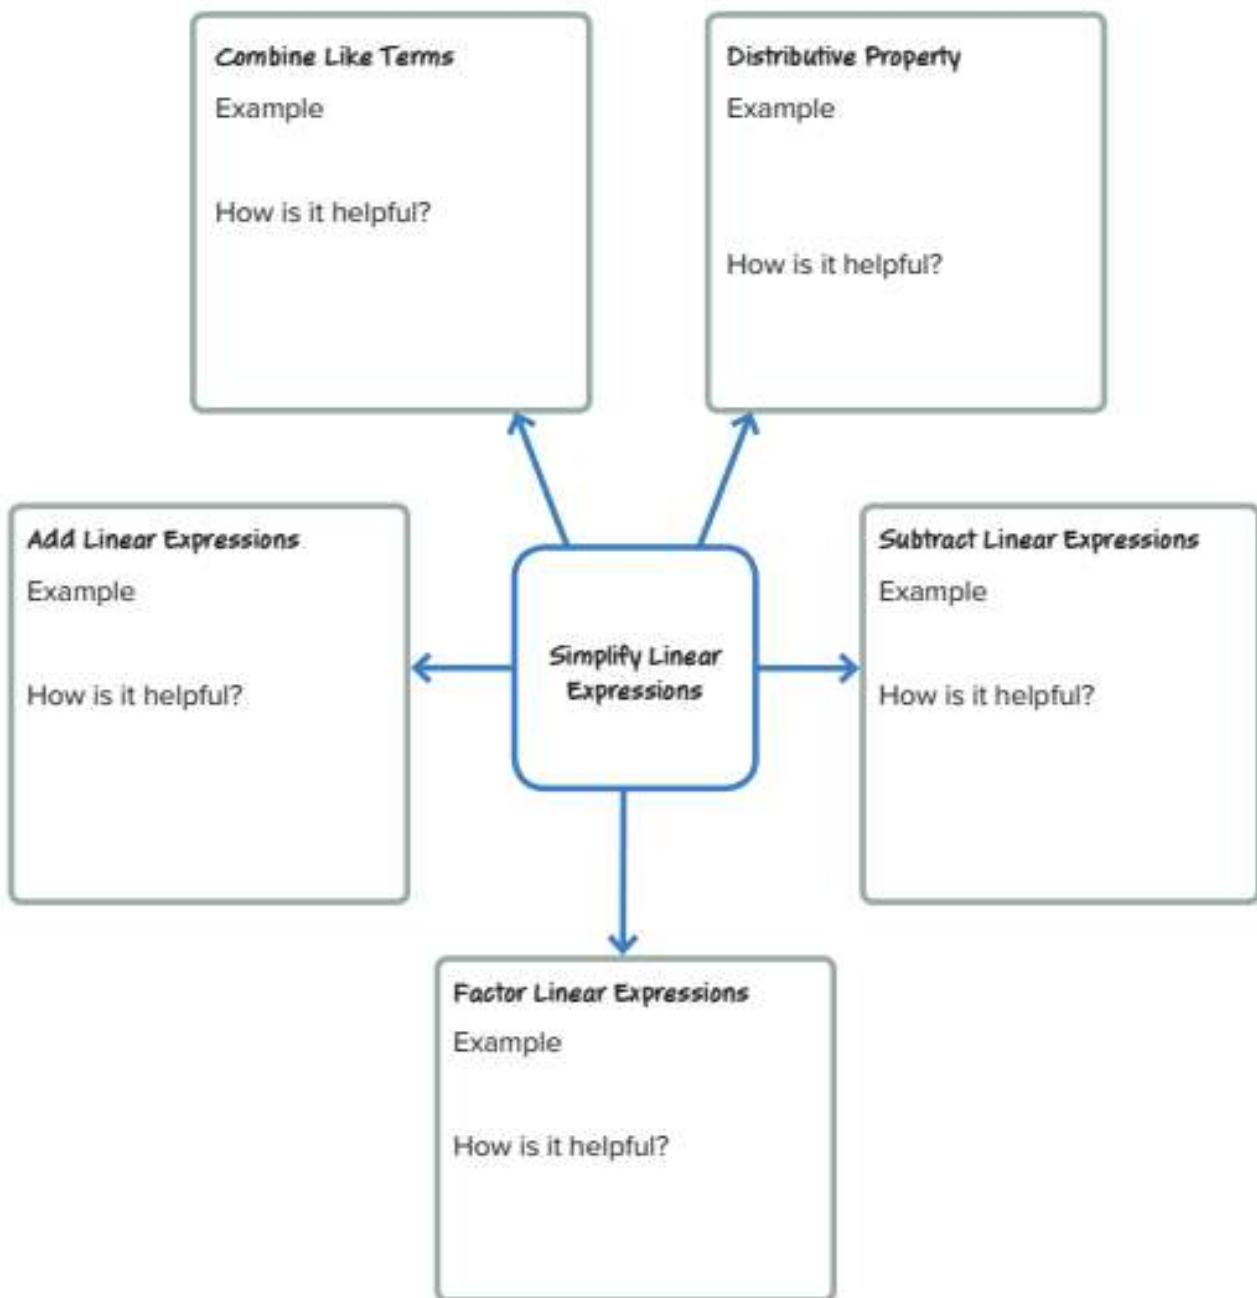 Combine Like Terms
Example
How is it helpful?
Distributive Property
Example
How is it helpful?
Add Linear Expressions
Example
How is it helpful?
Simplify Linear
Expressions
Subtract Linear Expressions
Example
How is it helpful?
Factor Linear Expressions
Example
How is it helpful?